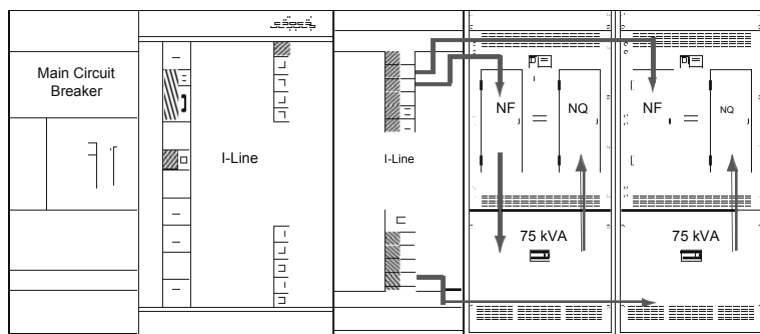 Main Circuit
Breaker
I-Line
I-Line
NF
NQ
NF
NQ
75 kVA
75 kVA